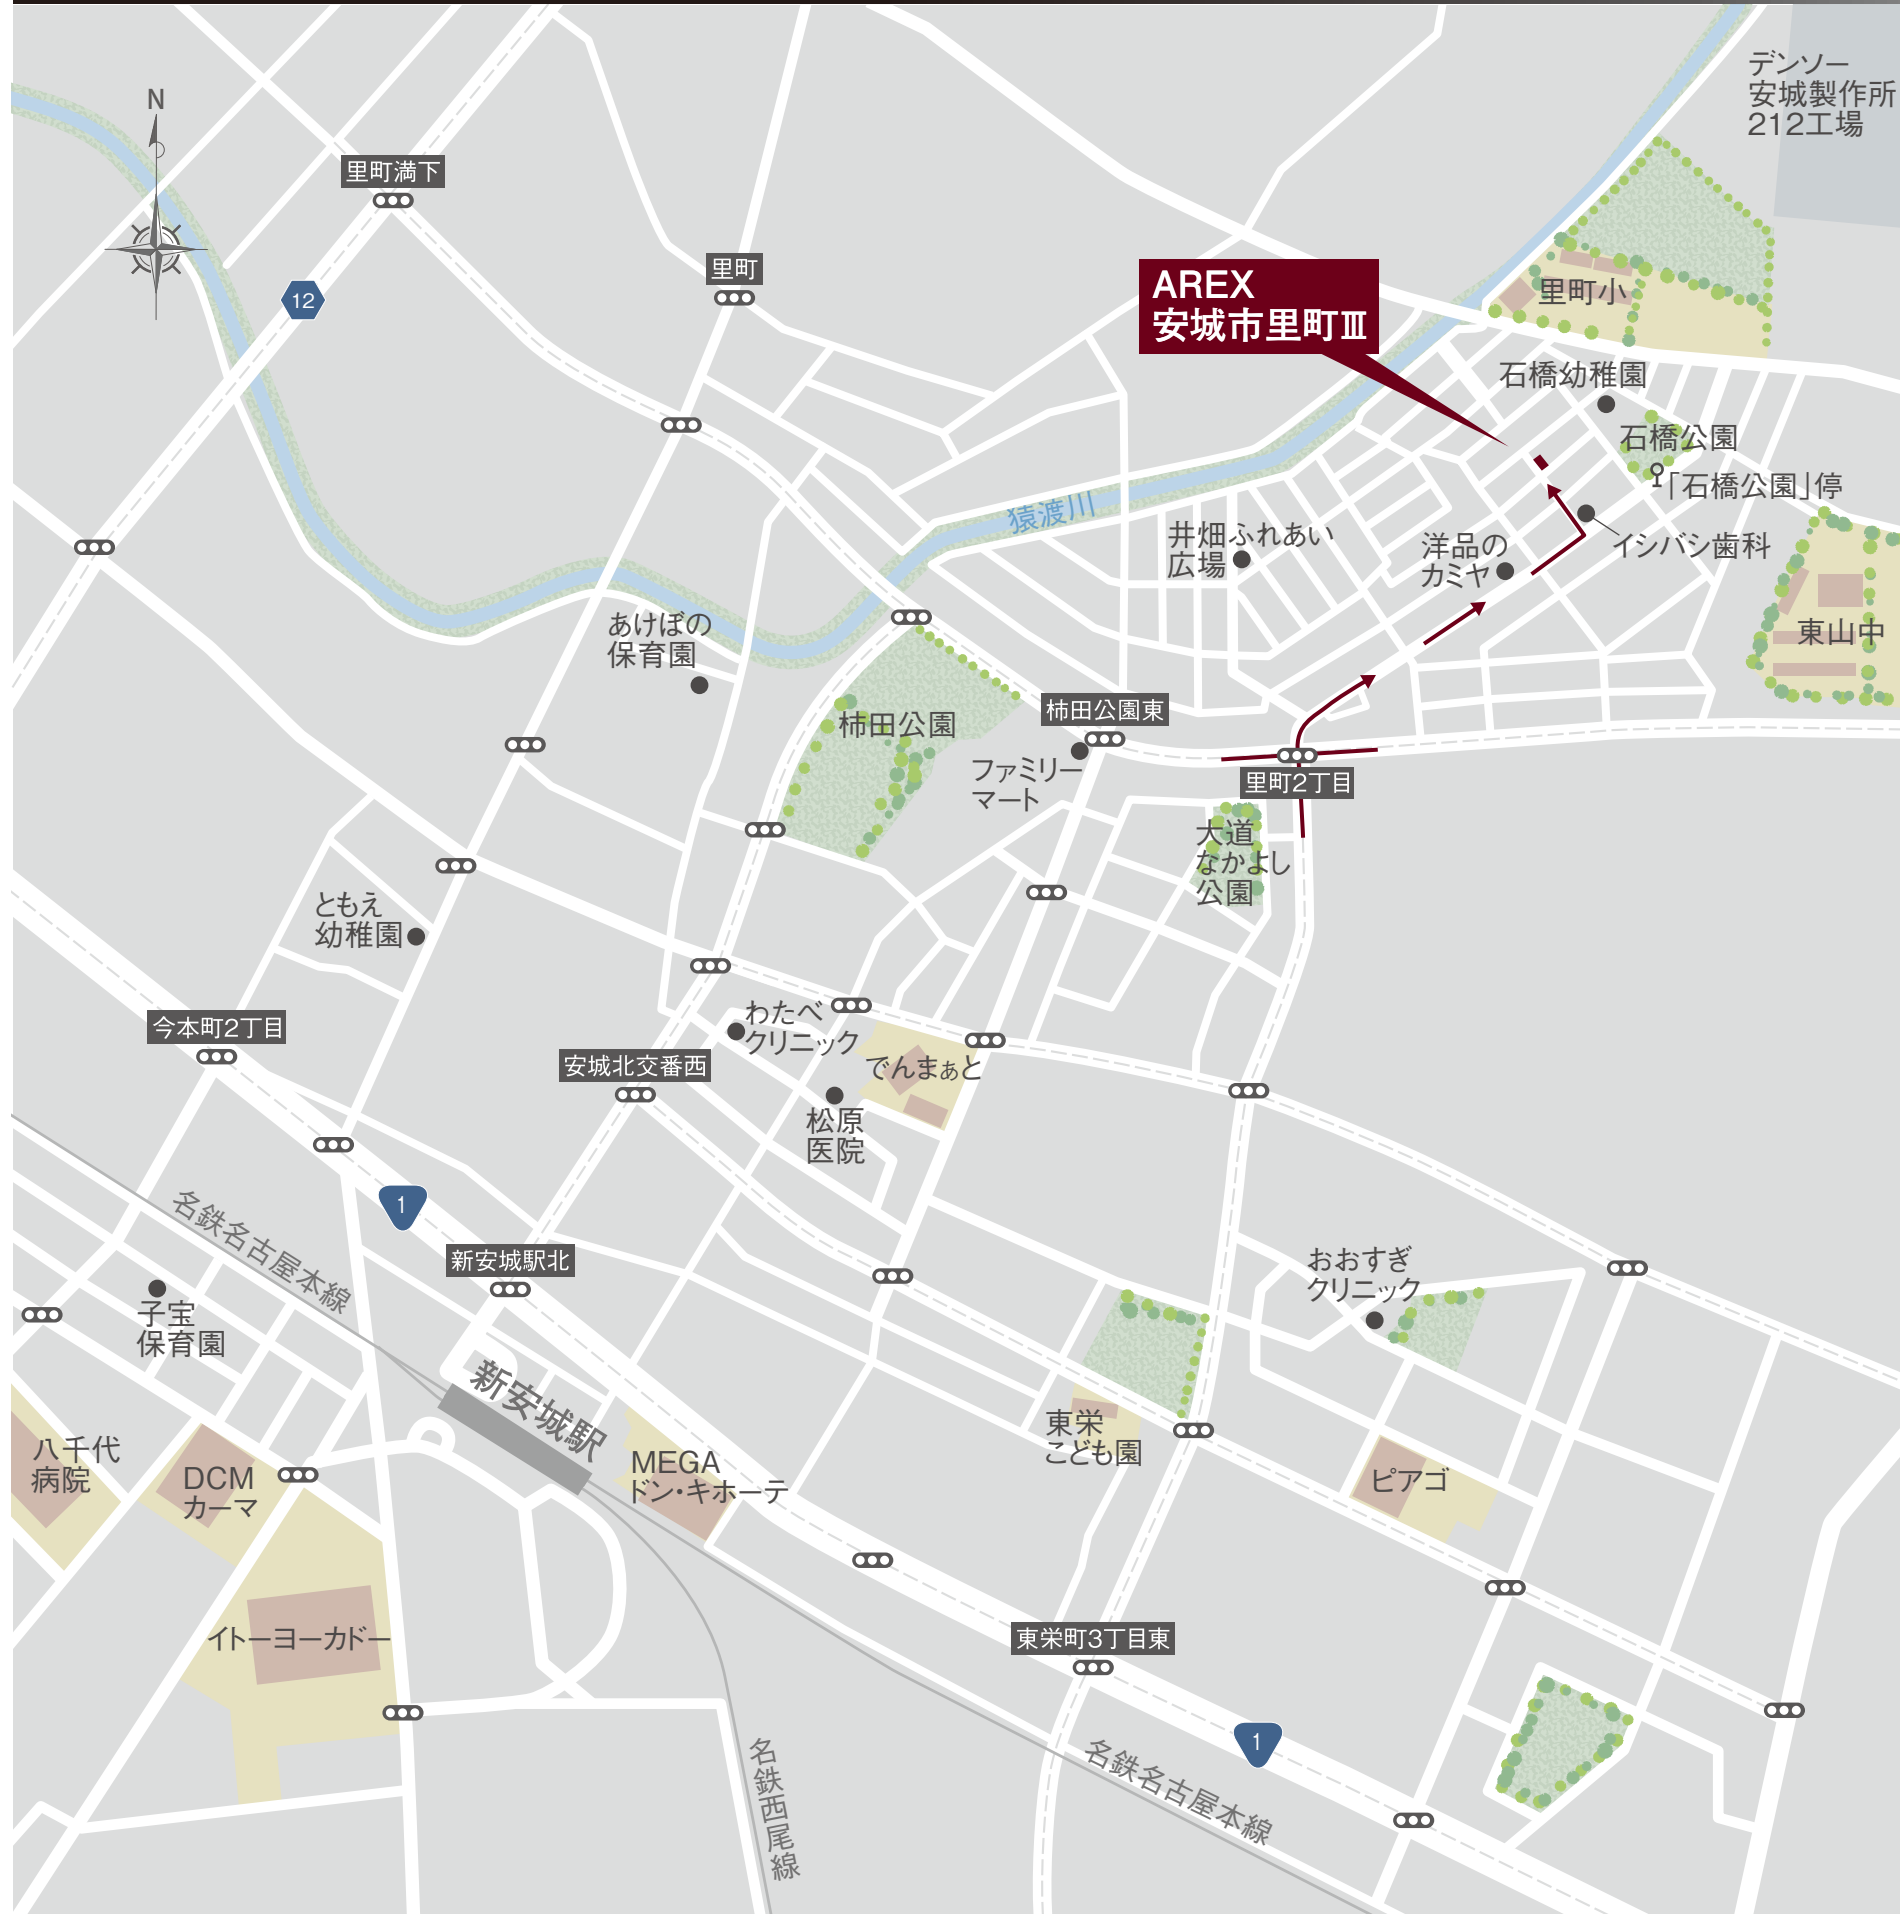 N
デンソー
安城製作所
212工場
里町満下
里町
12
AREX
安城市里町Ⅲ
里町小
石橋幼稚園
石橋公園
「石橋公園」停
イシバシ歯科
猿渡川
井畑ふれあい
広場
洋品の
カミヤ
東山中
あけぼの
保育園
柿田公園
柿田公園東
ファミリー
マート
里町2丁目
大道
なかよし
公園
ともえ
幼稚園
今本町2丁目
わたべ
クリニック
安城北交番西
でんまぁと
松原
医院
1
名鉄名古屋本線
新安城駅北
おおすぎ
クリニック
子宝
保育園
新安城駅
東栄
こども園
八千代
病院
DCM
カーマ
MEGA
ドン・キホーテ
ピアゴ
イトーヨーカドー
東栄町3丁目東
1
名鉄西尾線
名鉄名古屋本線